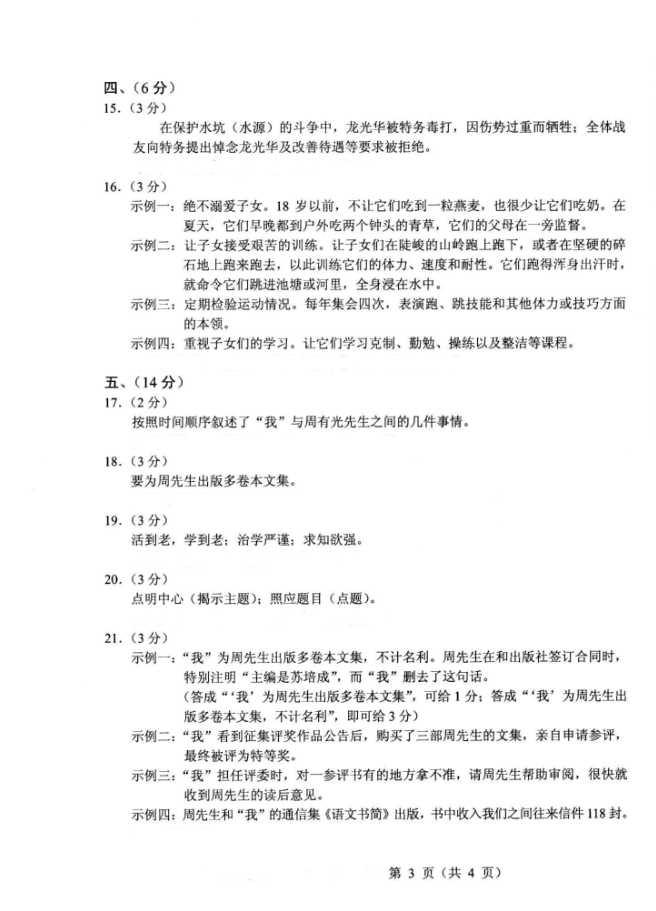 四、（6 分）
15.（3 分）
在保护水坑（水源）的斗争中，龙光华被特务毒打，因伤势过重而牺牲；全体战
友向特务提出悼念龙光华及改善待遇等要求被拒绝。
16.（3 分）
示例一：绝不溺爱子女。18 岁以前，不让它们吃到一粒燕麦，也很少让它们吃奶。在
夏天，它们早晚都到户外吃两个钟头的青草，它们的父母在一旁监督。
示例二：让子女接受艰苦的训练。让子女们在陡峻的山岭跑上跑下，或者在坚硬的碎
石地上跑来跑去，以此训练它们的体力、速度和耐性。它们跑得浑身出汗时，
就命令它们跳进池塘或河里，全身浸在水中。
示例三：定期检验运动情况。每年集会四次，表演跑、跳技能和其他体力或技巧方面
的本领。
示例四：重视子女们的学习。让它们学习克制、勤勉、操练以及整洁等课程。
五、（14 分）
17.（2 分）
按照时间顺序叙述了“我”与周有光先生之间的几件事情。
18.（3 分）
要为周先生出版多卷本文集。
19.（3 分）
活到老，学到老；治学严谨；求知欲强。
20.（3 分）
点明中心（揭示主题）；照应题目（点题）。
21.（3 分）
示例一：“我”为周先生出版多卷本文集，不计名利。周先生在和出版社签订合同时，
特别注明“主编是苏培成”，而“我”删去了这句话。
（答成“‘我’为周先生出版多卷本文集”，可给 1 分；答成“‘我’为周先生出
版多卷本文集，不计名利”，即可给 3 分）
示例二：“我”看到征集评奖作品公告后，购买了三部周先生的文集，亲自申请参评，
最终被评为特等奖。
示例三：“我”担任评委时，对一参评书有的地方拿不准，请周先生帮助审阅，很快就
收到周先生的读后意见。
示例四：周先生和“我”的通信集《语文书简》出版，书中收入我们之间往来信件 118 封。
第 3 页（共 4 页）